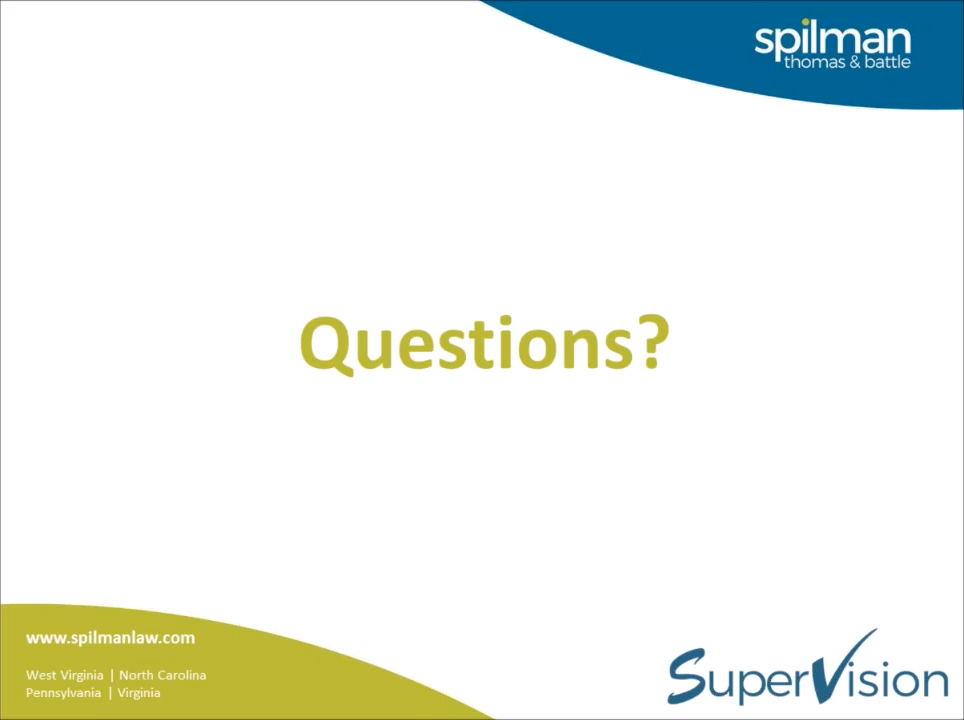 spilman
thomas & battle
Questions?
www.spilmanlaw.com
West Virginia | North Carolina
Pennsylvania | Virginia
SuperVision